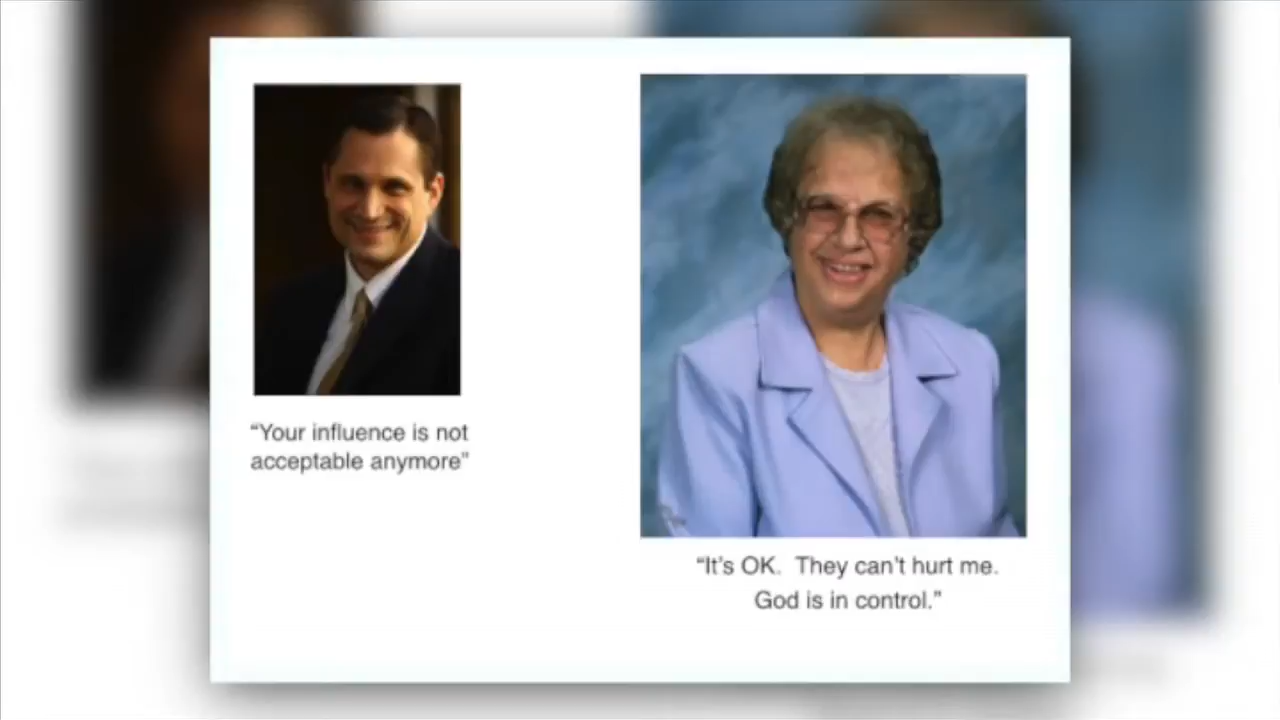 “Your influence is not
acceptable anymore”
“It’s OK.  They can’t hurt me.
God is in control.”